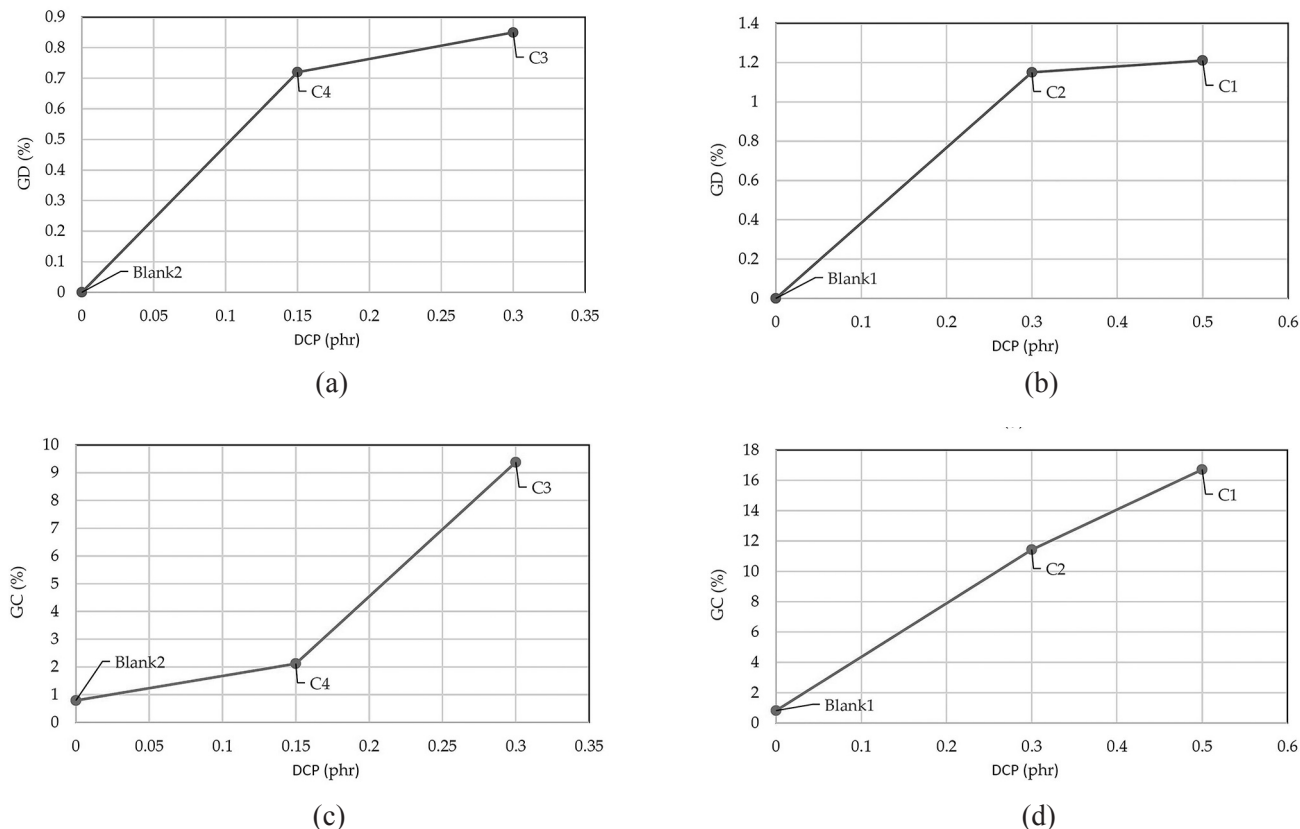 0.9
0.8
0.7
0.6
0.5
0.4
0.3
0.2
0.1
0
GD (%)
C3
C4
Blank2
0 0.05 0.1 0.15 0.2 0.25 0.3 0.35
DCP (phr)
(a)
1.4
1.2
1
0.8
0.6
0.4
0.2
0
GD (%)
C2
C1
Blank1
0 0.1 0.2 0.3 0.4 0.5 0.6
DCP (phr)
(b)
10
9
8
7
6
5
4
3
2
1
0
GC (%)
C3
Blank2
C4
0 0.05 0.1 0.15 0.2 0.25 0.3 0.35
DCP (phr)
(c)
18
16
14
12
10
8
6
4
2
0
GC (%)
C1
C2
Blank1
0 0.1 0.2 0.3 0.4 0.5 0.6
DCP (phr)
(d)